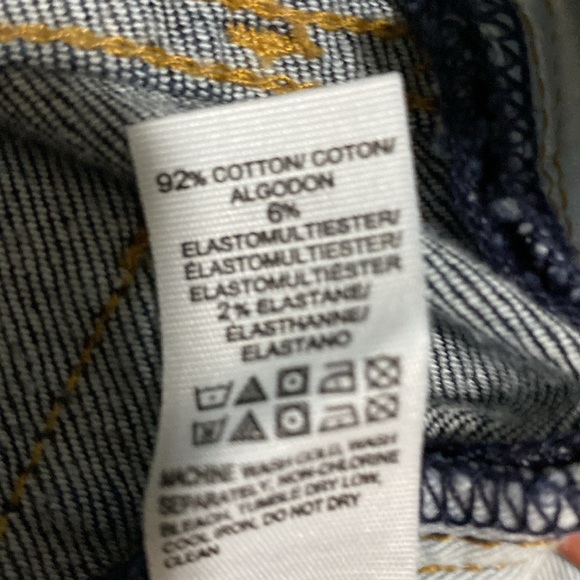 92% COTTON/ COTON/
ALGODON
6%
ELASTOMULTIESTER/
ÉLASTOMULTIESTER/
ELASTOMULTIÉSTER
2% ELASTANE/
ÉLASTHANNE/
ELASTANO
MACHINE WASH COLD, WASH
SEPARATELY, NON-CHLORINE
BLEACH, TUMBLE DRY LOW,
COOL IRON, DO NOT DRY
CLEAN